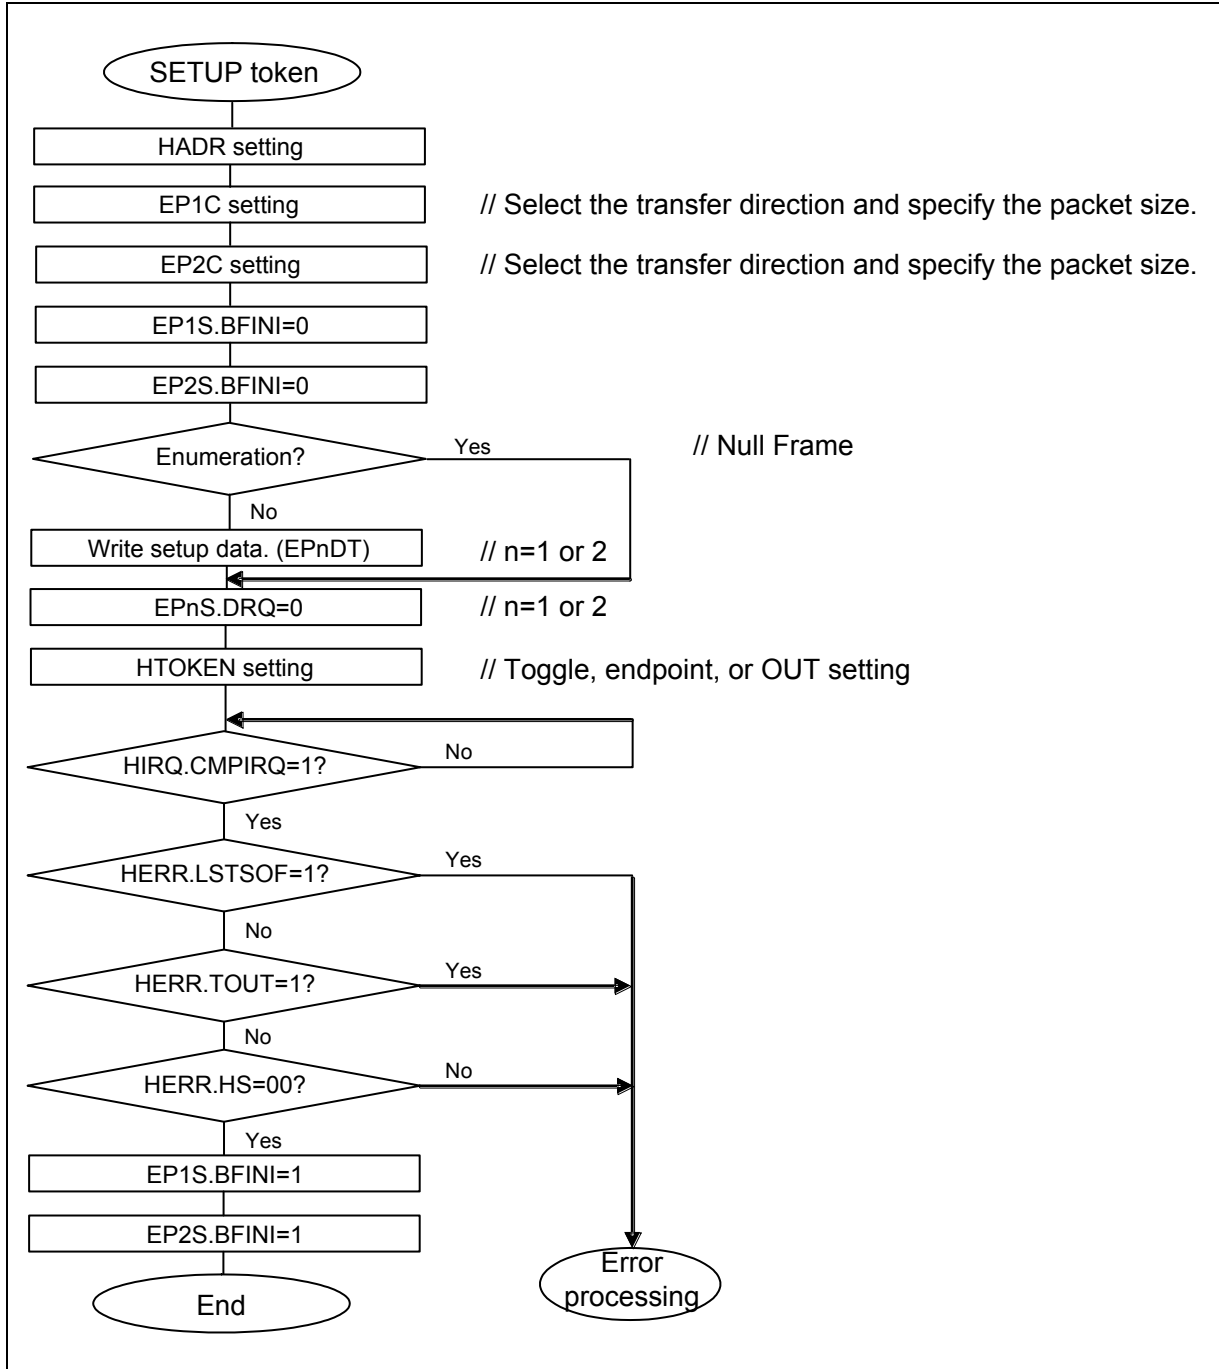 SETUP token
HADR setting
EP1C setting
// Select the transfer direction and specify the packet size.
EP2C setting
// Select the transfer direction and specify the packet size.
EP1S.BFINI=0
EP2S.BFINI=0
Enumeration?
Yes
// Null Frame
No
Write setup data. (EPnDT)
// n=1 or 2
EPnS.DRQ=0
// n=1 or 2
HTOKEN setting
// Toggle, endpoint, or OUT setting
HIRQ.CMPIRQ=1?
No
Yes
HERR.LSTSOF=1?
Yes
No
HERR.TOUT=1?
Yes
No
HERR.HS=00?
No
Yes
EP1S.BFINI=1
EP2S.BFINI=1
End
Error
processing